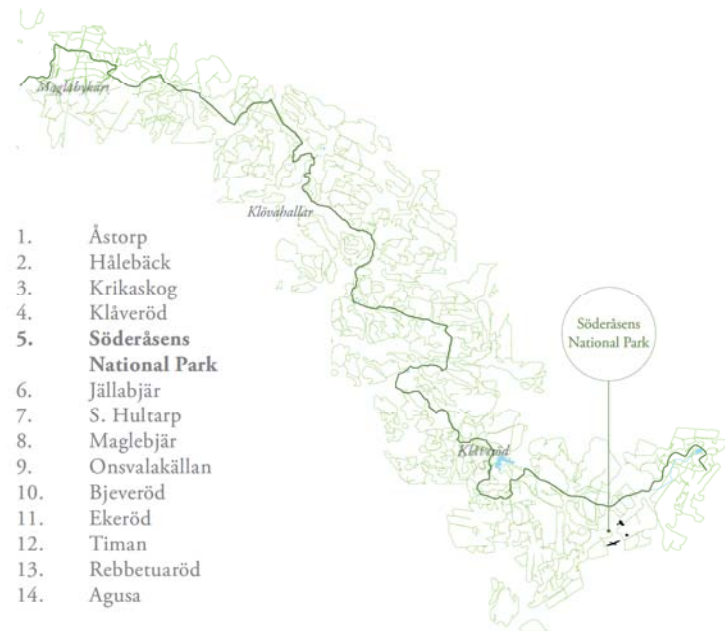 Maglabykärr
Klövahallar
1. Åstorp
2. Hålebäck
3. Krikaskog
4. Klåveröd
5. Söderåsens
National Park
6. Jällabjär
7. S. Hultarp
8. Maglebjär
9. Onsvalakällan
10. Bjeveröd
11. Ekeröd
12. Timan
13. Rebbetuaröd
14. Agusa
Söderåsens
National Park
Klåveröd